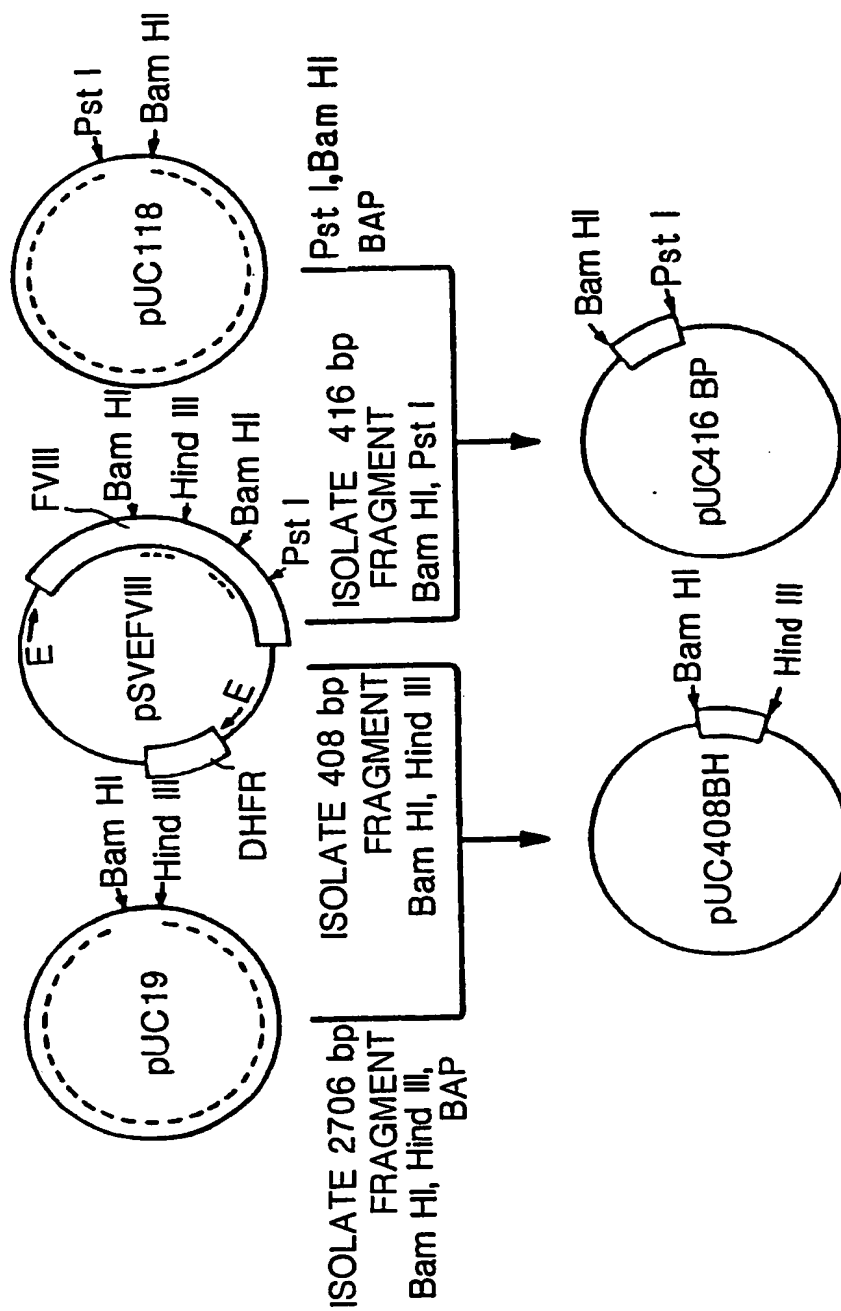 Bam HI
Hind III
pUC19
FVIII
Bam HI
Hind III
Bam HI
Pst I
E
pSVEFVIII
E
DHFR
Pst I
Bam HI
pUC118
ISOLATE 2706 bp
FRAGMENT
Bam HI, Hind III,
BAP
ISOLATE 408 bp
FRAGMENT
Bam HI, Hind III
ISOLATE 416 bp
FRAGMENT
Bam HI, Pst I
Pst I, Bam HI
BAP
Bam HI
Hind III
pUC408BH
Bam HI
Pst I
pUC416 BP